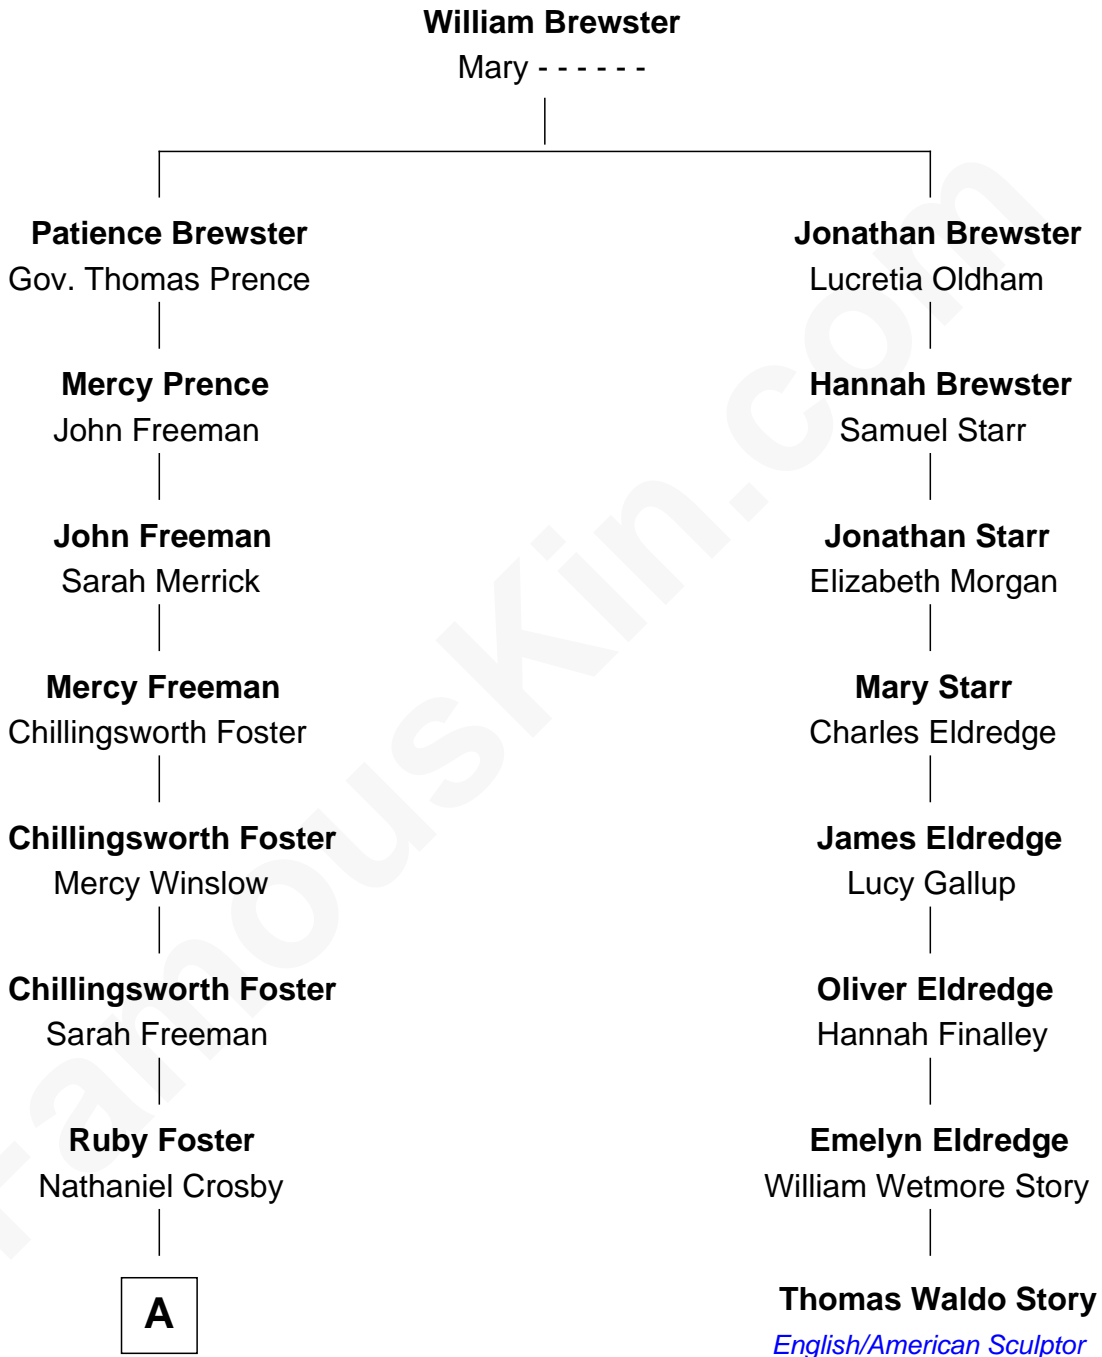 William Brewster
Mary - - - - - -
Patience Brewster
Gov. Thomas Prence
Jonathan Brewster
Lucretia Oldham
Mercy Prence
John Freeman
Hannah Brewster
Samuel Starr
John Freeman
Sarah Merrick
Jonathan Starr
Elizabeth Morgan
Mercy Freeman
Chillingsworth Foster
Mary Starr
Charles Eldredge
Chillingsworth Foster
Mercy Winslow
James Eldredge
Lucy Gallup
Chillingsworth Foster
Sarah Freeman
Oliver Eldredge
Hannah Finalley
Ruby Foster
Nathaniel Crosby
Emelyn Eldredge
William Wetmore Story
A
Thomas Waldo Story
English/American Sculptor
FamousKin.com